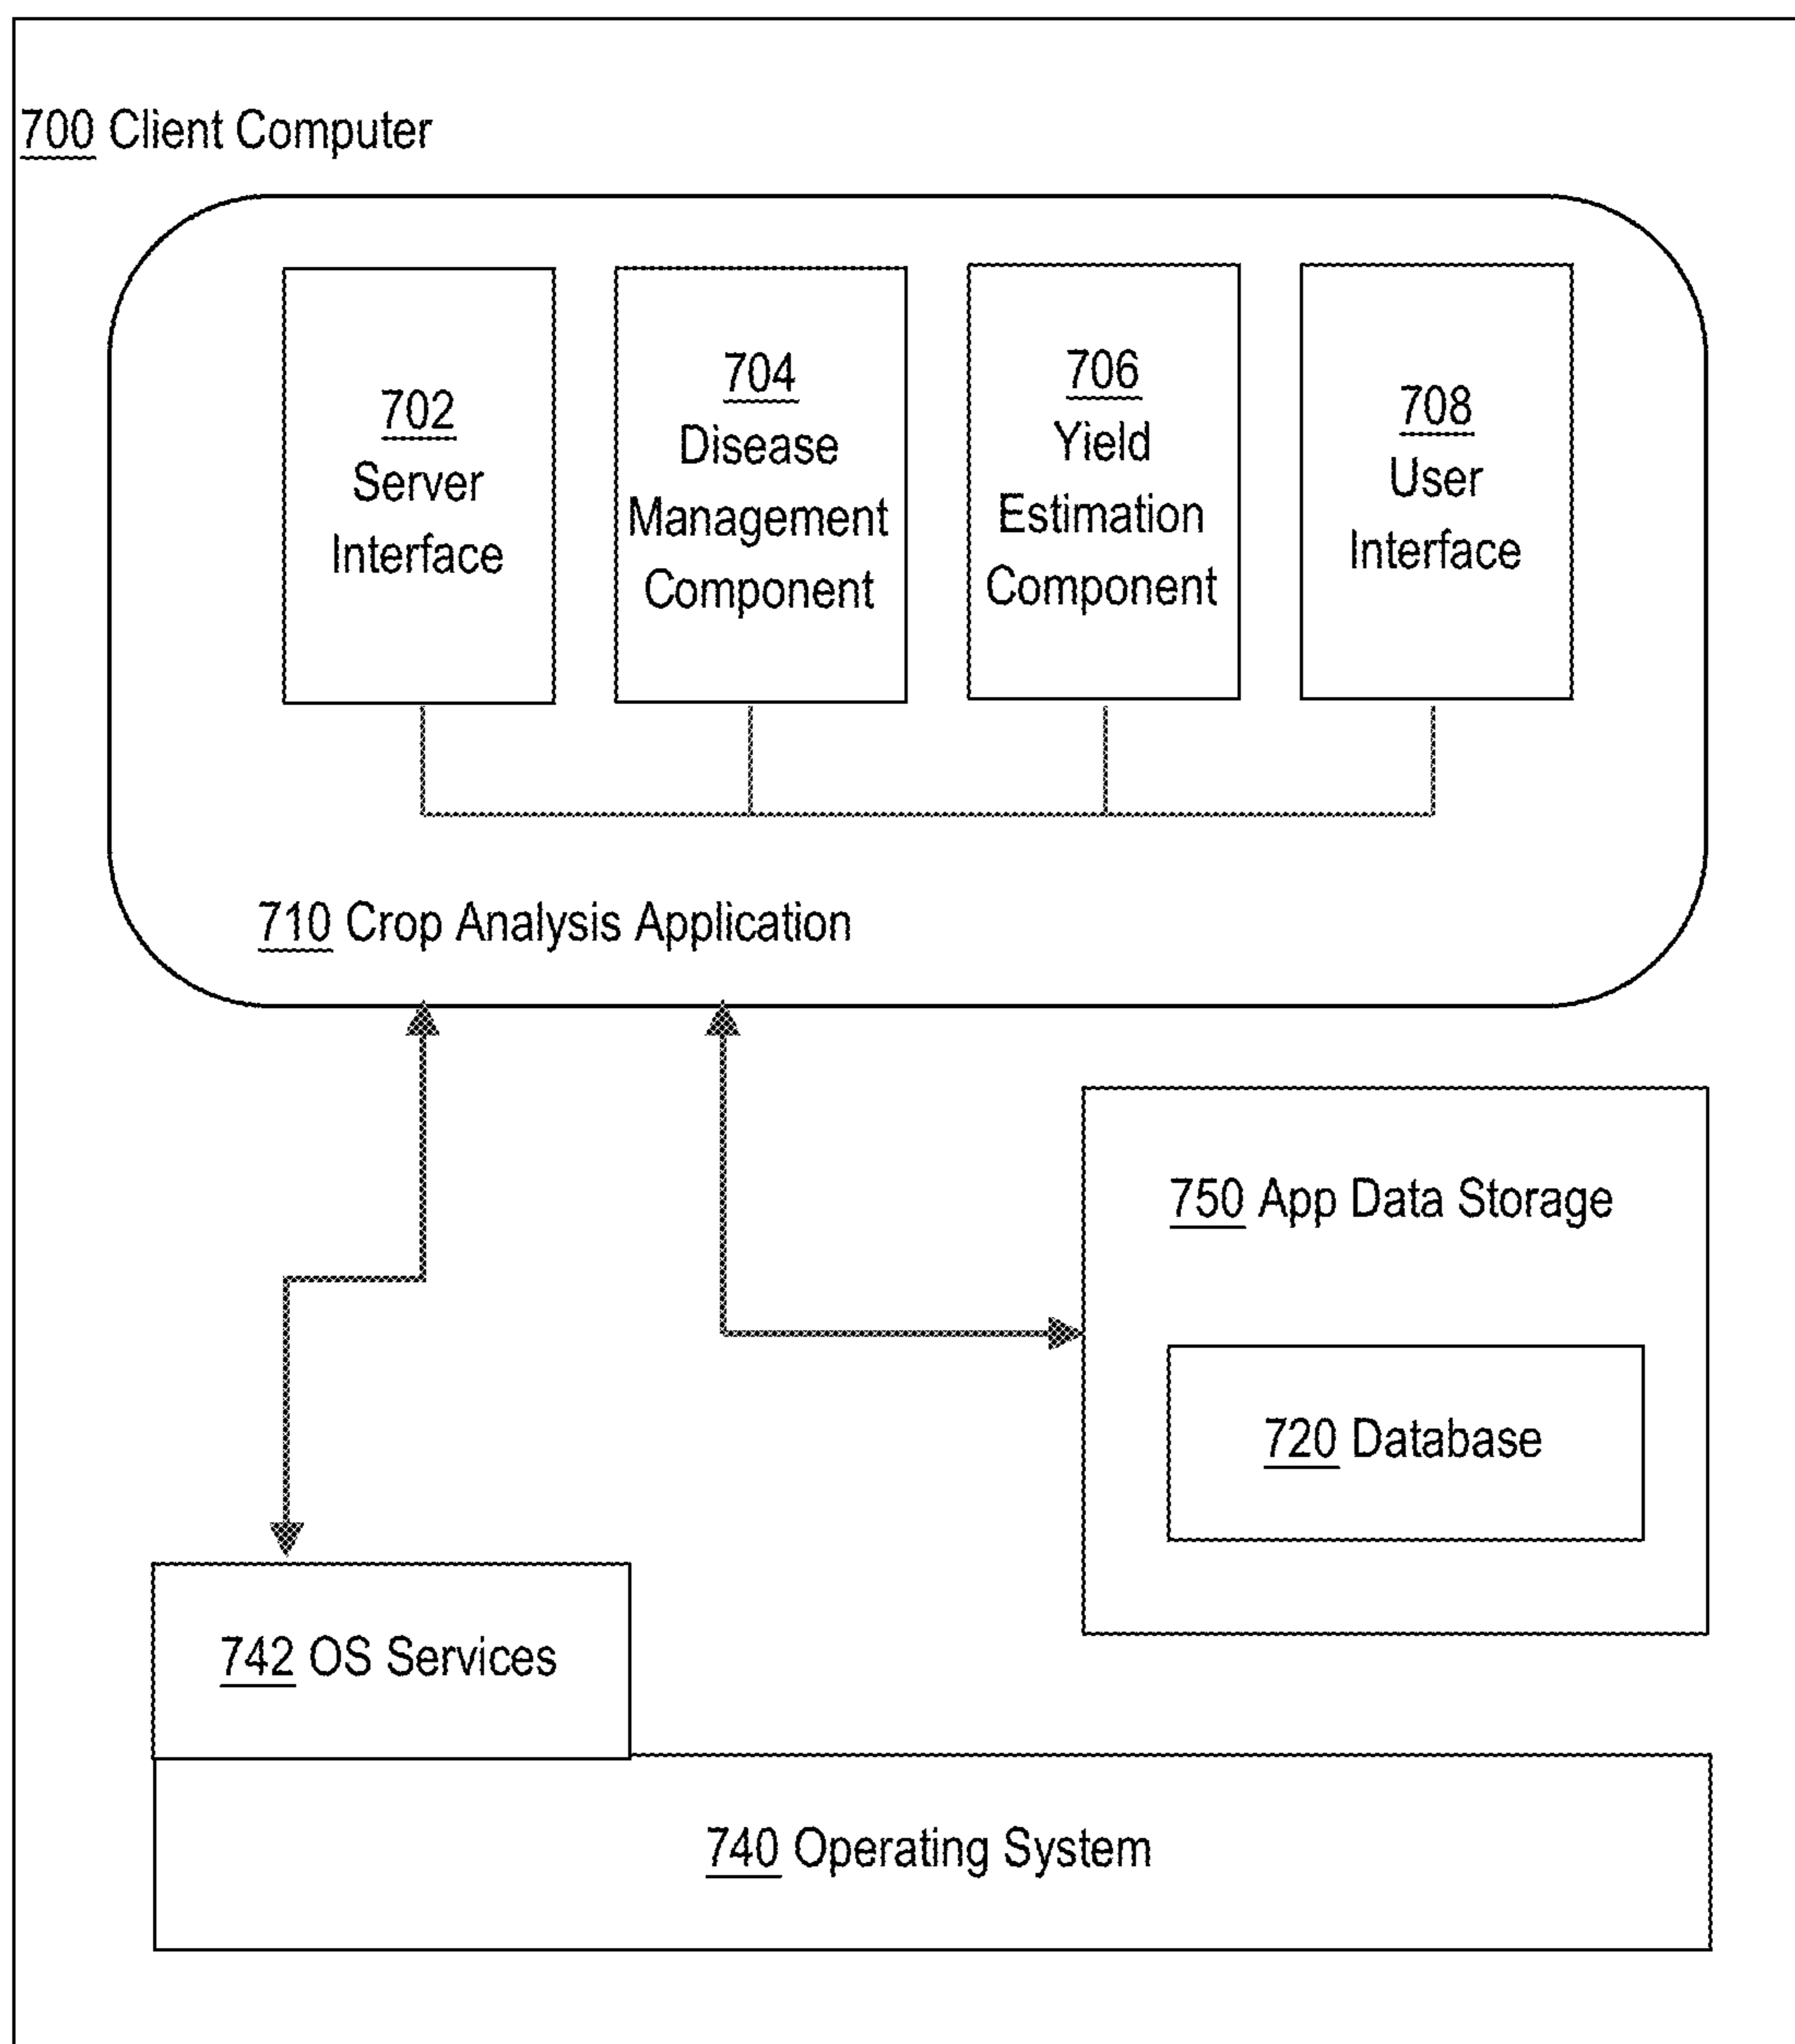 700 Client Computer
702
Server
Interface
704
Disease
Management
Component
706
Yield
Estimation
Component
708
User
Interface
710 Crop Analysis Application
750 App Data Storage
720 Database
742 OS Services
740 Operating System